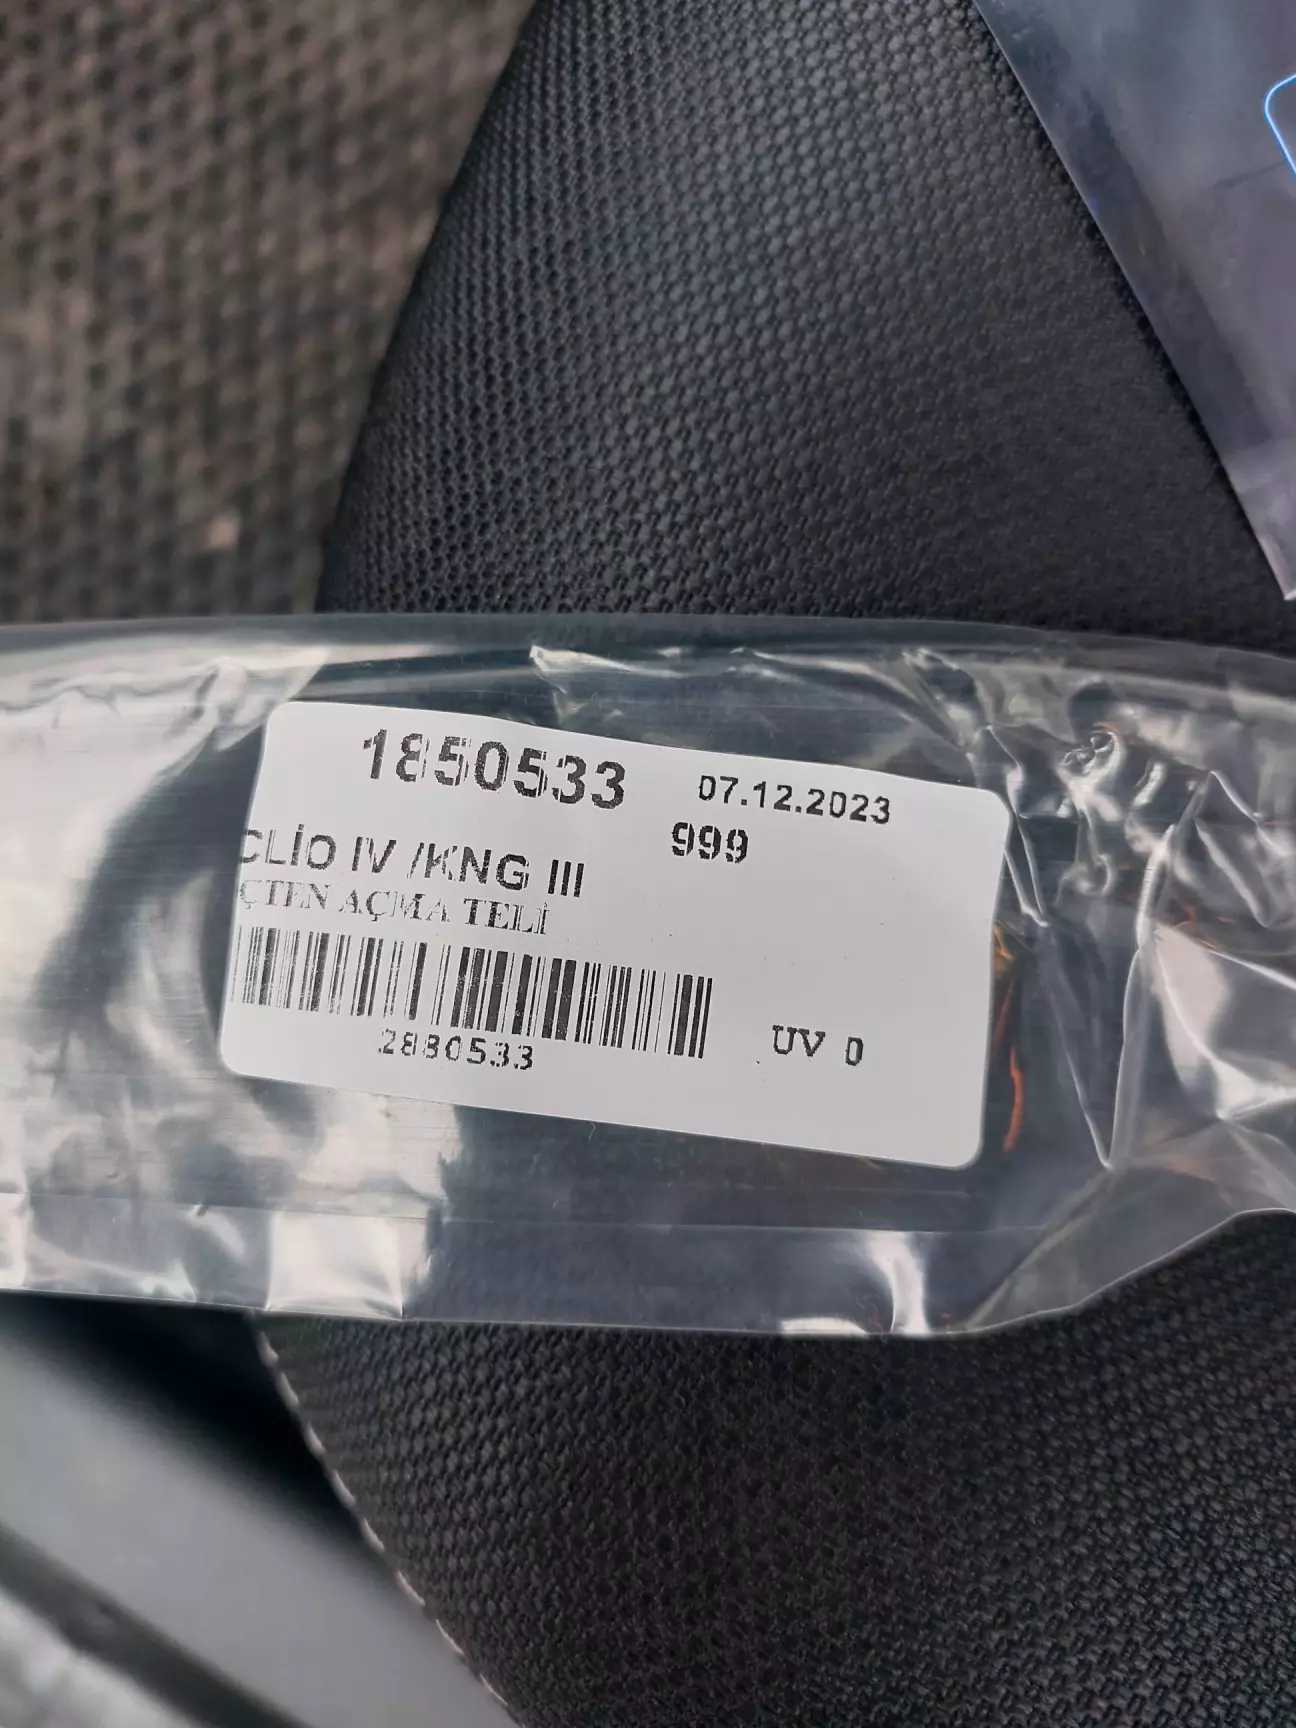 1850533
07.12.2023
999
CLİO IV /KNG III
ÇTEN AÇMA TELİ
2880533
UV 0